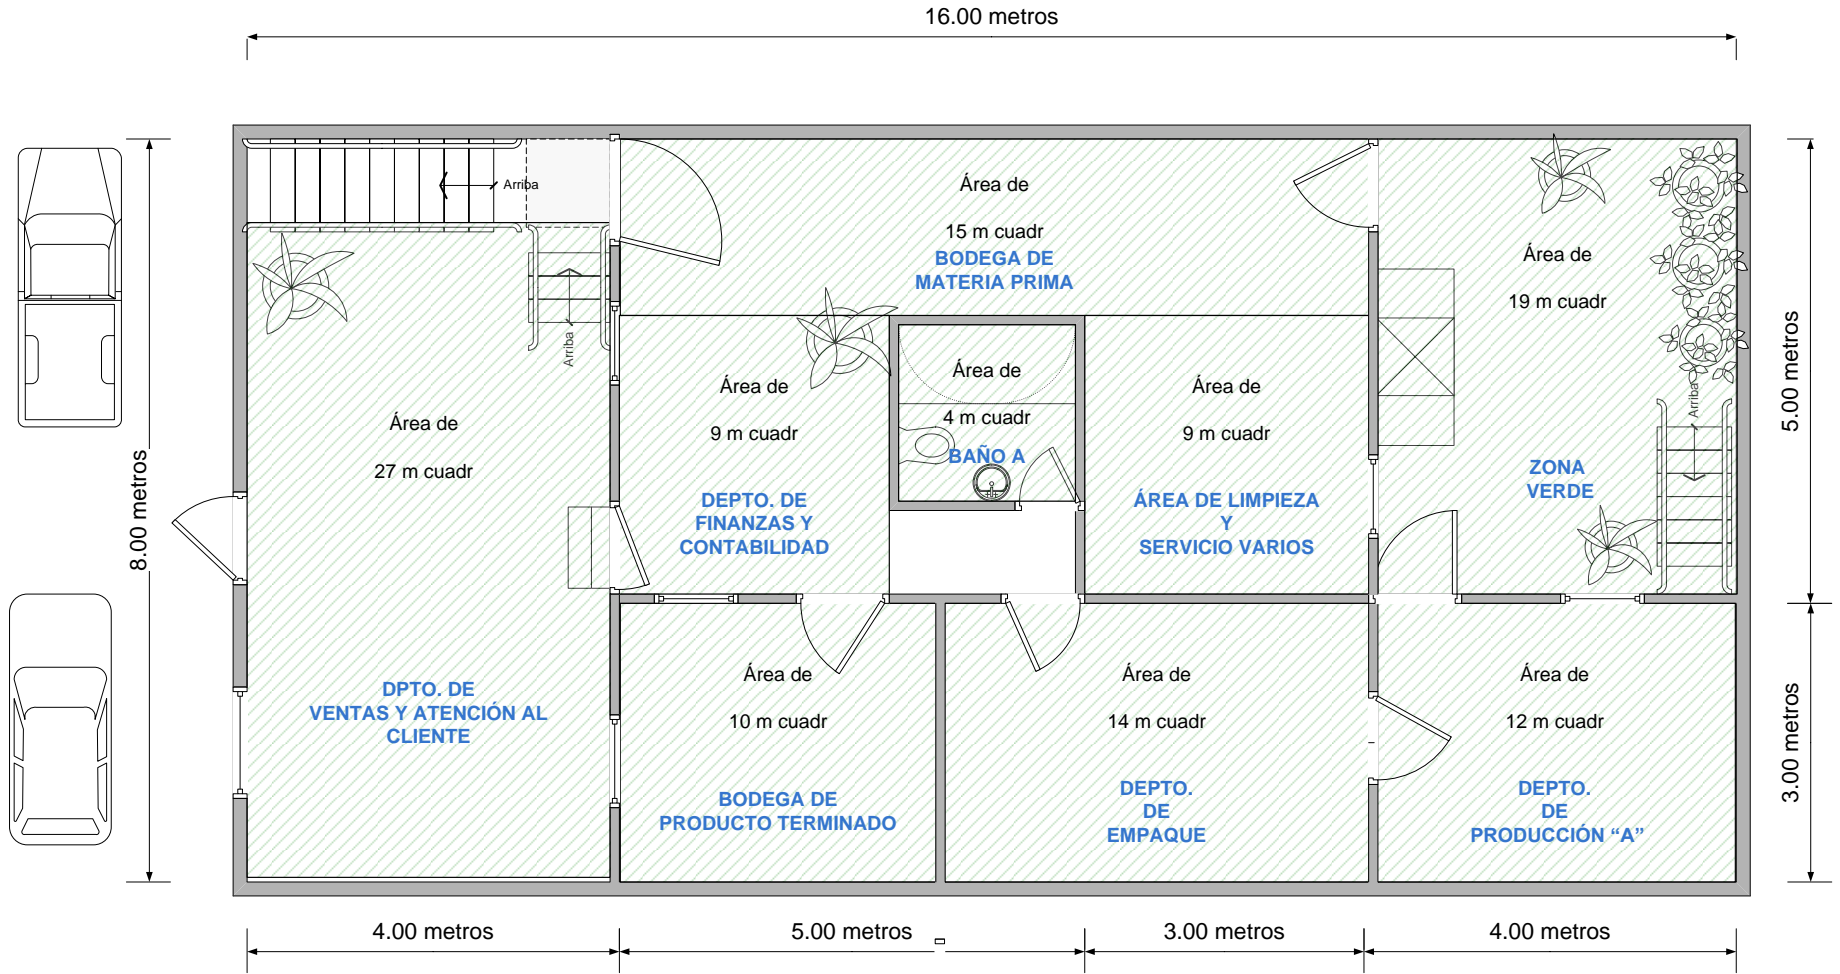 16.00 metros
Arriba
Área de
15 m cuadr
BODEGA DE
MATERIA PRIMA
Área de
19 m cuadr
Arriba
Área de
27 m cuadr
Área de
9 m cuadr
DEPTO. DE
FINANZAS Y
CONTABILIDAD
Área de
4 m cuadr
BAÑO A
Área de
9 m cuadr
ÁREA DE LIMPIEZA
Y
SERVICIO VARIOS
Arriba
ZONA
VERDE
8.00 metros
5.00 metros
DPTO. DE
VENTAS Y ATENCIÓN AL
CLIENTE
Área de
10 m cuadr
BODEGA DE
PRODUCTO TERMINADO
Área de
14 m cuadr
DEPTO.
DE
EMPAQUE
Área de
12 m cuadr
DEPTO.
DE
PRODUCCIÓN “A”
3.00 metros
4.00 metros
5.00 metros
3.00 metros
4.00 metros